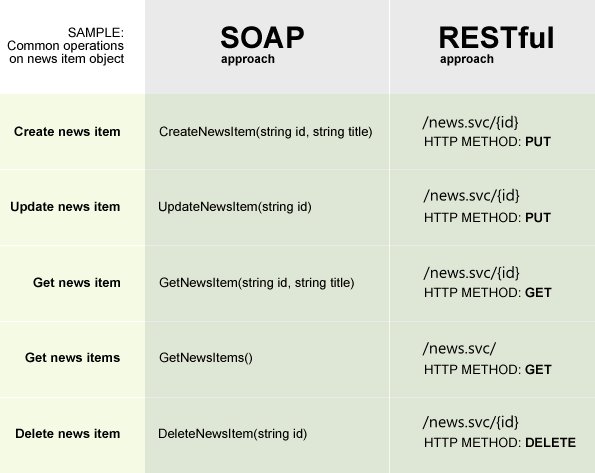 SAMPLE:
Common operations
on news item object
SOAP
approach
RESTful
approach
Create news item
CreateNewsItem(string id, string title)
/news.svc/{id}
HTTP METHOD: PUT
Update news item
UpdateNewsItem(string id)
/news.svc/{id}
HTTP METHOD: PUT
Get news item
GetNewsItem(string id, string title)
/news.svc/{id}
HTTP METHOD: GET
Get news items
GetNewsItems()
/news.svc/
HTTP METHOD: GET
Delete news item
DeleteNewsItem(string id)
/news.svc/{id}
HTTP METHOD: DELETE